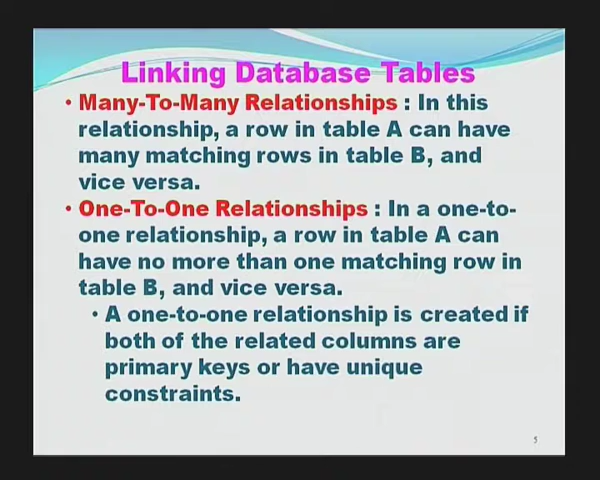 Linking Database Tables
• Many-To-Many Relationships : In this
relationship, a row in table A can have
many matching rows in table B, and
vice versa.
• One-To-One Relationships : In a one-to-
one relationship, a row in table A can
have no more than one matching row in
table B, and vice versa.
• A one-to-one relationship is created if
both of the related columns are
primary keys or have unique
constraints.
5